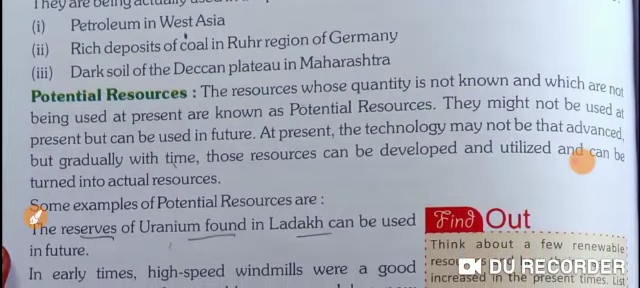 They are being actually used in
(i) Petroleum in West Asia
(ii) Rich deposits of coal in Ruhr region of Germany
(iii) Dark soil of the Deccan plateau in Maharashtra
Potential Resources : The resources whose quantity is not known and which are not
being used at present are known as Potential Resources. They might not be used at
present but can be used in future. At present, the technology may not be that advanced,
but gradually with time, those resources can be developed and utilized and can be
turned into actual resources.
Some examples of Potential Resources are :
The reserves of Uranium found in Ladakh can be used
in future.
In early times, high-speed windmills were a good
Find Out
Think about a few renewable
increased in the present times. List
DU RECORDER